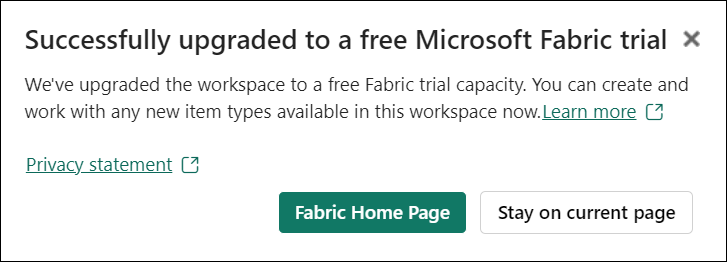 Successfully upgraded to a free Microsoft Fabric trial
We've upgraded the workspace to a free Fabric trial capacity. You can create and
work with any new item types available in this workspace now.Learn more
Privacy statement
Fabric Home Page
Stay on current page